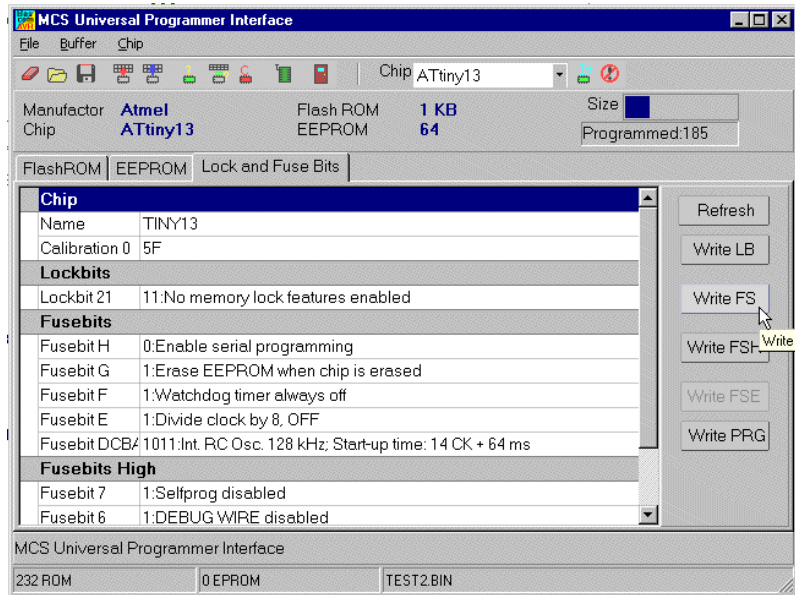 MCS Universal Programmer Interface
File Buffer Chip
Chip ATtiny13
Manufactor Atmel Flash ROM 1 KB Size
Chip ATtiny13 EEPROM 64 Programmed:185
FlashROM EEPROM Lock and Fuse Bits
Chip
Name TINY13
Calibration 0 5F
Lockbits
Lockbit 21 11:No memory lock features enabled
Fusebits
Fusebit H 0:Enable serial programming
Fusebit G 1:Erase EEPROM when chip is erased
Fusebit F 1:Watchdog timer always off
Fusebit E 1:Divide clock by 8, OFF
Fusebit DCBA 1011:Int. RC Osc. 128 kHz; Start-up time: 14 CK + 64 ms
Fusebits High
Fusebit 7 1:Selfprog disabled
Fusebit 6 1:DEBUG WIRE disabled
Refresh
Write LB
Write FS
Write
Write FSH
Write FSE
Write PRG
MCS Universal Programmer Interface
232 ROM 0 EPROM TEST2.BIN